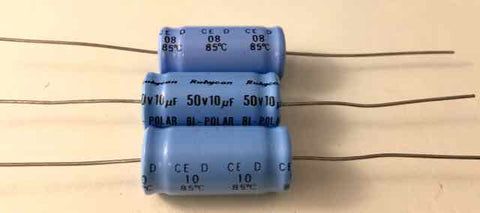 CE D CE D
08 08
85℃ 85℃
Rubycon Rubycon
50V10µF 50V10µF 50V1
BI-POLAR BI-POLAR
CE D CE D
10 10
85℃ 85℃